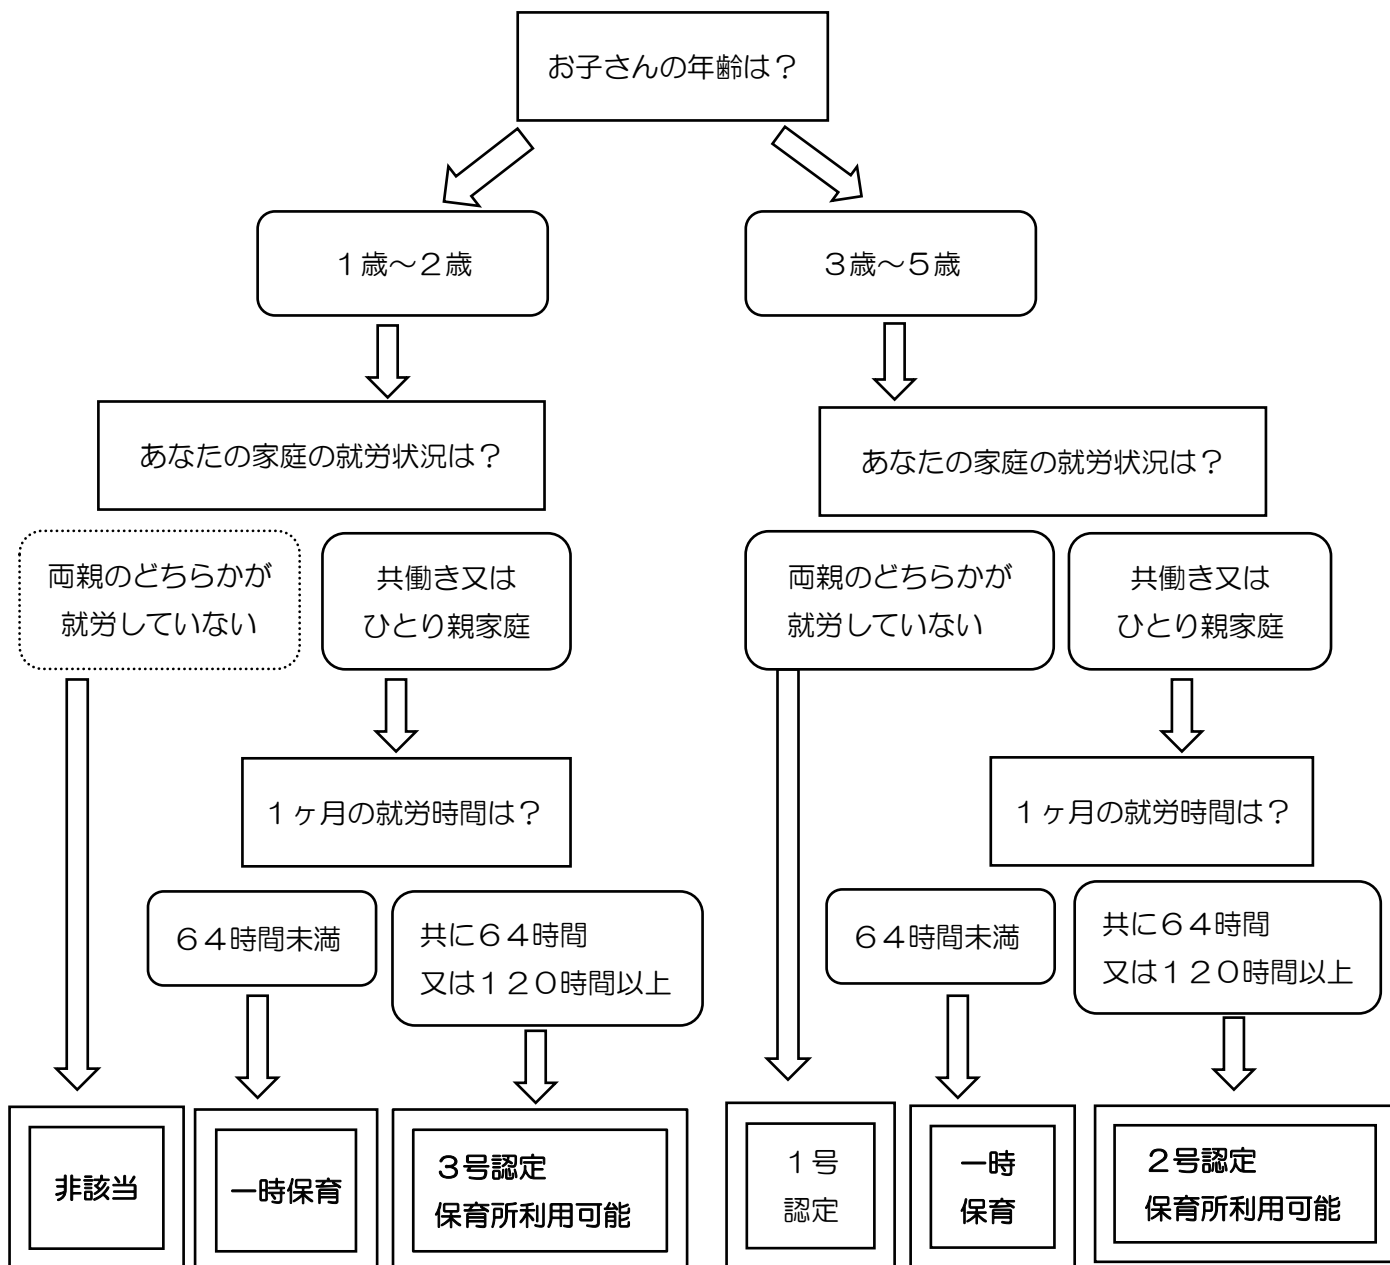 お子さんの年齢は？
１歳～２歳
３歳～５歳
あなたの家庭の就労状況は？
あなたの家庭の就労状況は？
両親のどちらかが
就労していない
共働き又は
ひとり親家庭
両親のどちらかが
就労していない
共働き又は
ひとり親家庭
１ヶ月の就労時間は？
１ヶ月の就労時間は？
６４時間未満
共に６４時間
又は１２０時間以上
６４時間未満
共に６４時間
又は１２０時間以上
非該当
一時保育
３号認定
保育所利用可能
１号
認定
一時
保育
２号認定
保育所利用可能